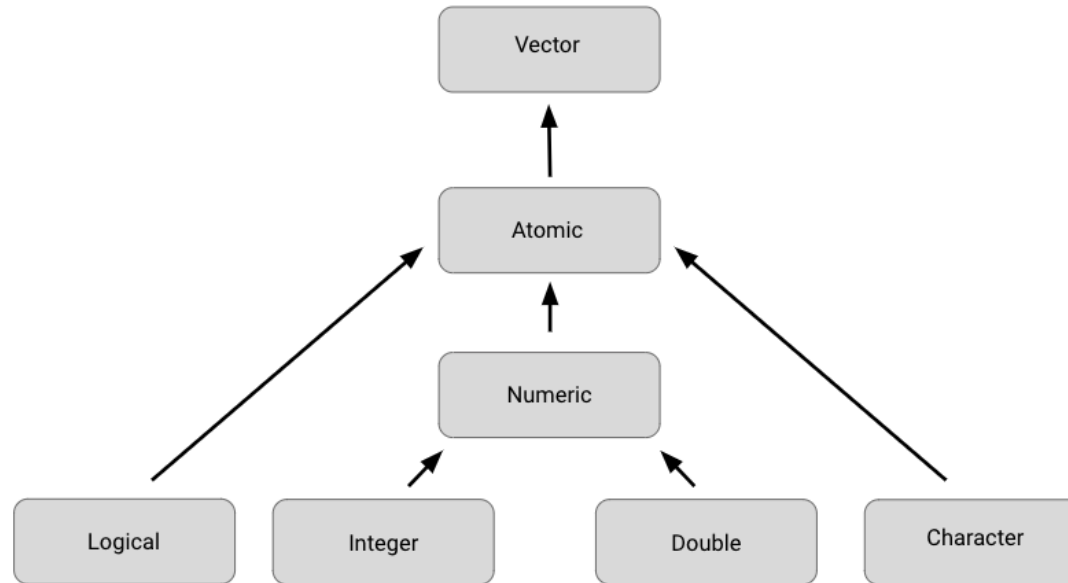 Vector
Atomic
Numeric
Logical
Integer
Double
Character